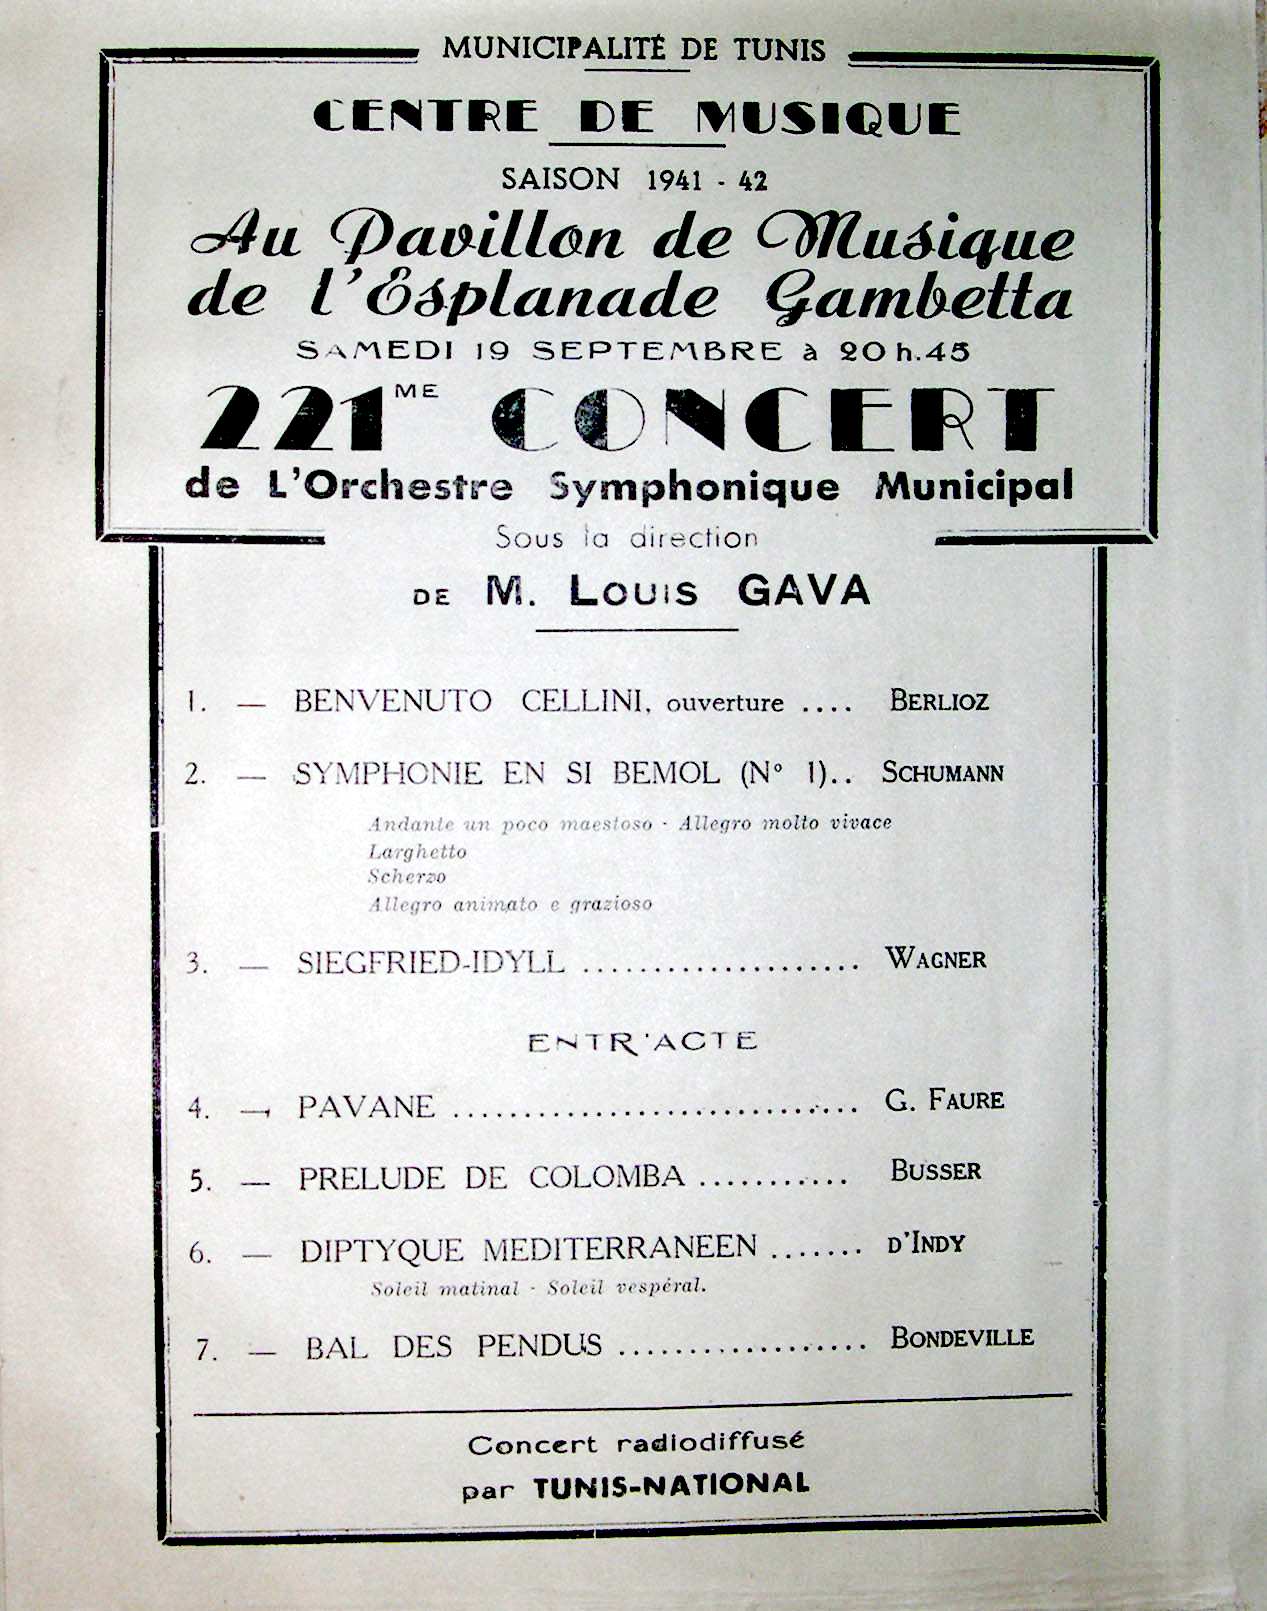 MUNICIPALITÉ DE TUNIS
CENTRE DE MUSIQUE
SAISON 1941 - 42
Au Pavillon de Musique
de l'Esplanade Gambetta
SAMEDI 19 SEPTEMBRE à 20 h. 45
221ME CONCERT
de L'Orchestre Symphonique Municipal
Sous la direction
DE M. LOUIS GAVA
1. — BENVENUTO CELLINI, ouverture .... BERLIOZ
2. — SYMPHONIE EN SI BEMOL (N° 1).. SCHUMANN
Andante un poco maestoso - Allegro molto vivace
Larghetto
Scherzo
Allegro animato e grazioso
3. — SIEGFRIED-IDYLL .................... WAGNER
ENTR'ACTE
4. — PAVANE ............................. G. FAURE
5. — PRELUDE DE COLOMBA ........... BUSSER
6. — DIPTYQUE MEDITERRANEEN ....... D'INDY
Soleil matinal - Soleil vespéral.
7. — BAL DES PENDUS .................. BONDEVILLE
Concert radiodiffusé
par TUNIS-NATIONAL